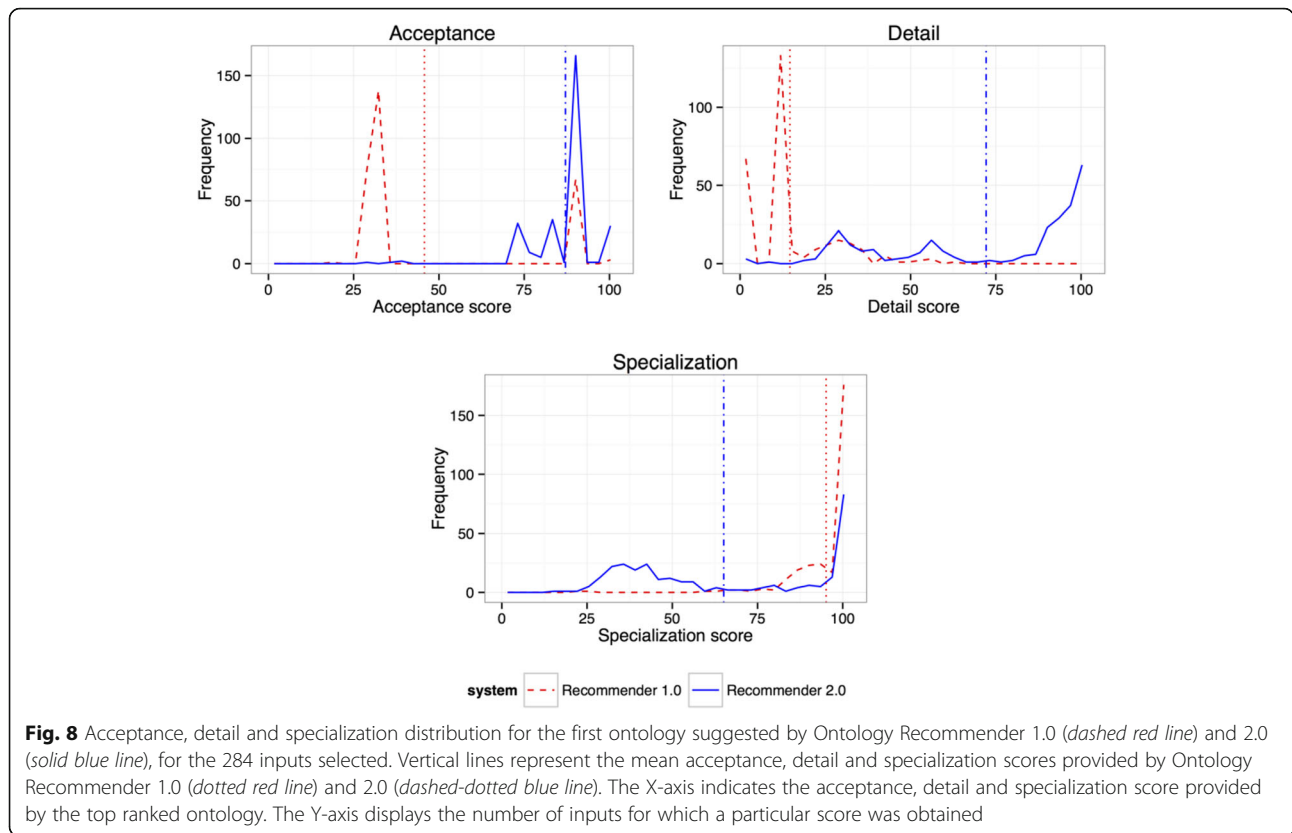 Acceptance
Frequency
150
100
50
0
0 25 50 75 100
Acceptance score
Detail
Frequency
100
50
0
0 25 50 75 100
Detail score
Specialization
Frequency
150
100
50
0
0 25 50 75 100
Specialization score
system Recommender 1.0 Recommender 2.0
Fig. 8 Acceptance, detail and specialization distribution for the first ontology suggested by Ontology Recommender 1.0 (dashed red line) and 2.0
(solid blue line), for the 284 inputs selected. Vertical lines represent the mean acceptance, detail and specialization scores provided by Ontology
Recommender 1.0 (dotted red line) and 2.0 (dashed-dotted blue line). The X-axis indicates the acceptance, detail and specialization score provided
by the top ranked ontology. The Y-axis displays the number of inputs for which a particular score was obtained